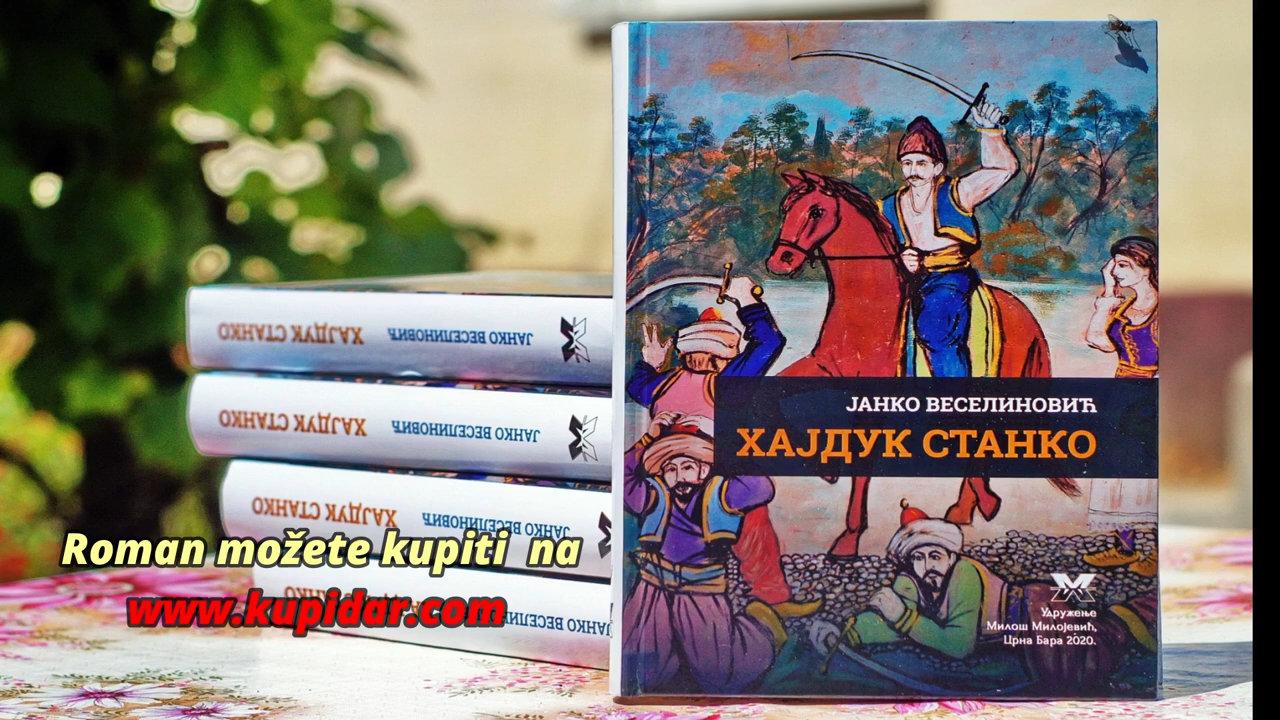 ЈАНКО ВЕСЕЛИНОВИЋ
ХАЈДУК СТАНКО
Удружење
Милош Милојевић,
Црна Бара 2020.
ХАЈДУК СТАНКО ЈАНКО ВЕСЕЛИНОВИЋ
ХАЈДУК СТАНКО ЈАНКО ВЕСЕЛИНОВИЋ
ХАЈДУК СТАНКО ЈАНКО ВЕСЕЛИНОВИЋ
Roman možete kupiti na
www.kupidar.com